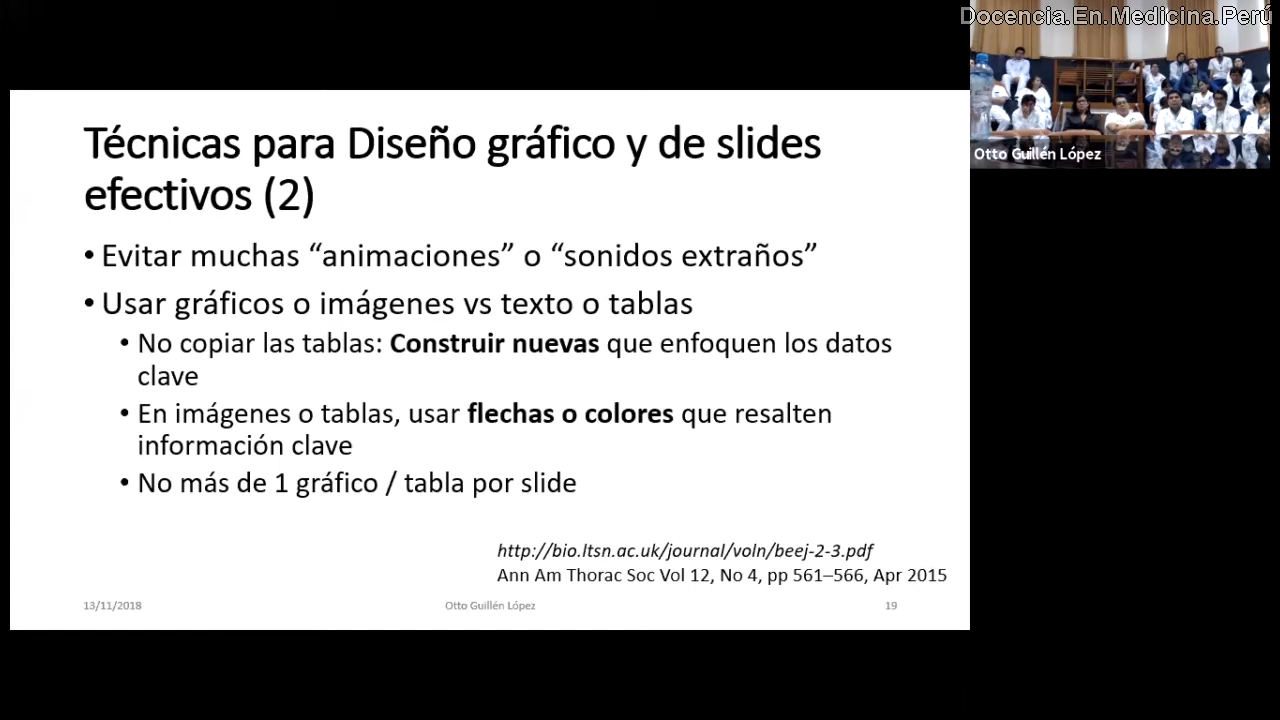 Docencia.En.Medicina.Perú
Otto Guillén López
Técnicas para Diseño gráfico y de slides
efectivos (2)
• Evitar muchas “animaciones” o “sonidos extraños”
• Usar gráficos o imágenes vs texto o tablas
• No copiar las tablas: Construir nuevas que enfoquen los datos
clave
• En imágenes o tablas, usar flechas o colores que resalten
información clave
• No más de 1 gráfico / tabla por slide
http://bio.ltsn.ac.uk/journal/voln/beej-2-3.pdf
Ann Am Thorac Soc Vol 12, No 4, pp 561–566, Apr 2015
13/11/2018
Otto Guillén López
19